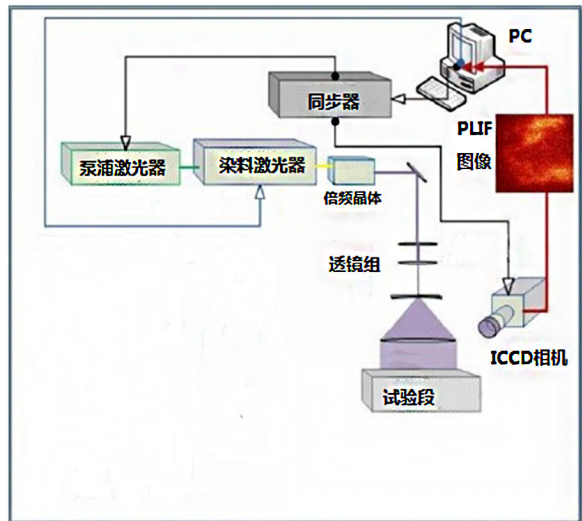 PC
同步器
PLIF
图像
泵浦激光器
染料激光器
倍频晶体
透镜组
ICCD相机
试验段